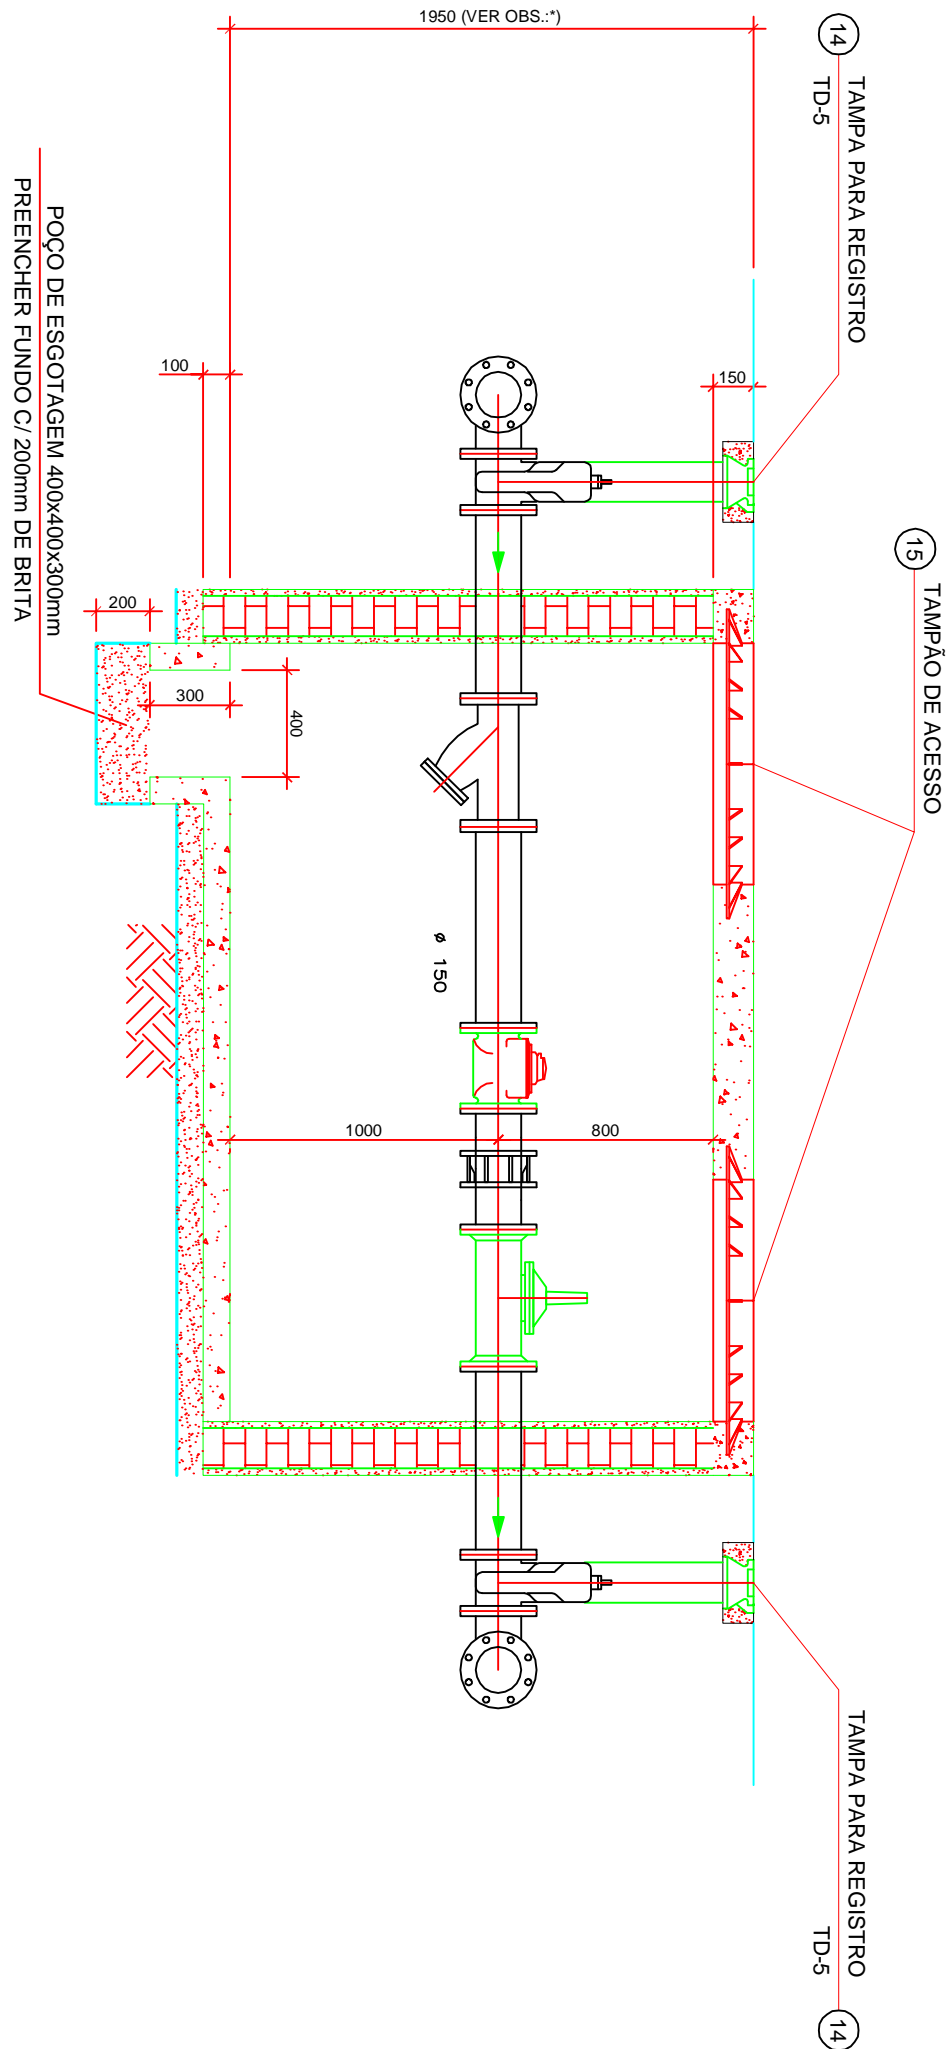 1950 (VER OBS.:*)
14
TAMPA PARA REGISTRO
TD-5
15
TAMPÃO DE ACESSO
POÇO DE ESGOTAGEM 400x400x300mm
PREENCHER FUNDO C/ 200mm DE BRITA
100
150
200
300
400
ø 150
1000
800
TAMPA PARA REGISTRO
TD-5
14